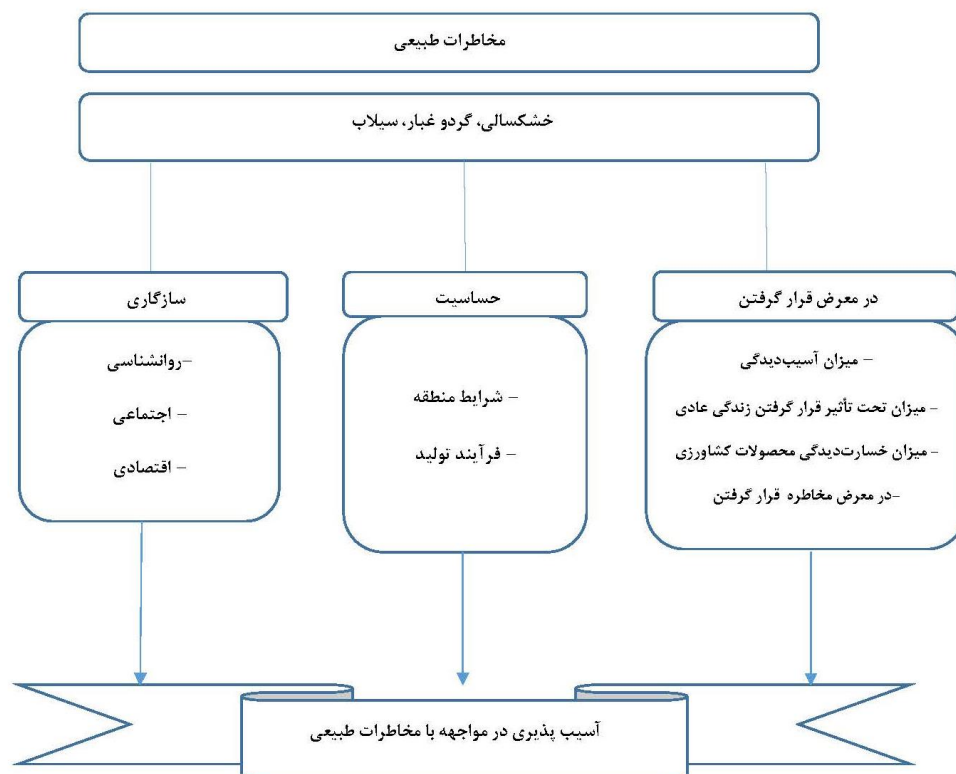 مخاطرات طبیعی
خشکسالی، گردو غبار، سیلاب
در معرض قرار گرفتن
– میزان آسیب‌دیدگی
– میزان تحت تأثیر قرار گرفتن زندگی عادی
– میزان خسارت‌دیدگی محصولات کشاورزی
–در معرض مخاطره قرار گرفتن
حساسیت
– شرایط منطقه
– فرآیند تولید
سازگاری
–روانشناسی
– اجتماعی
– اقتصادی
آسیب پذیری در مواجهه با مخاطرات طبیعی